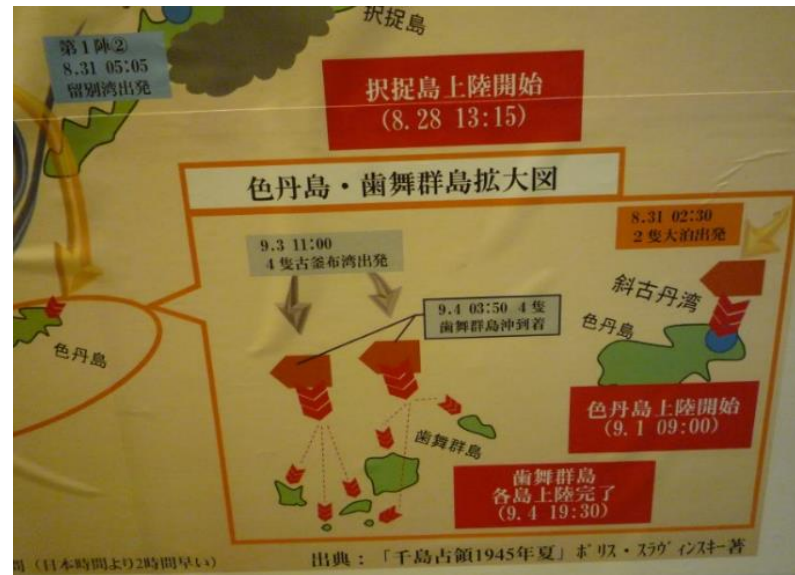 択捉島
第1陣②
8.31 05:05
留別湾出発
択捉島上陸開始
(8.28 13:15)
色丹島・歯舞群島拡大図
8.31 02:30
2隻大泊出発
9.3 11:00
4隻古釜布湾出発
斜古丹湾
9.4 03:50 4隻
歯舞群島沖到着
色丹島
色丹島
色丹島上陸開始
(9.1 09:00)
歯舞群島
歯舞群島
各島上陸完了
(9.4 19:30)
間(日本時間より2時間早い)
出典:「千島占領1945年夏」ボリス・スラヴィンスキー著